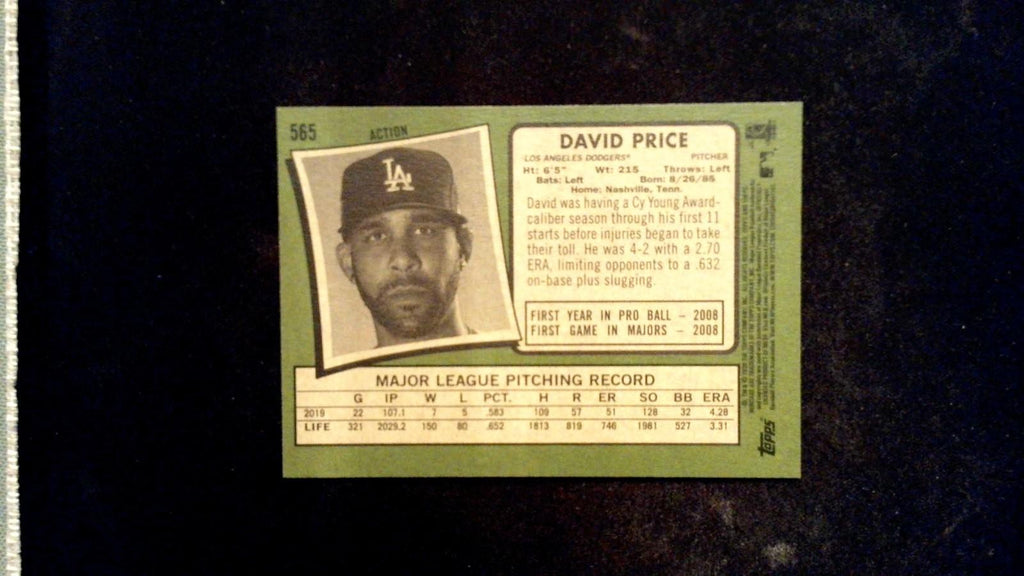 565
ACTION
LA
DAVID PRICE
LOS ANGELES DODGERS® PITCHER
Ht: 6'5" Wt: 215 Throws: Left
Bats: Left Born: 8/26/85
Home: Nashville, Tenn.
David was having a Cy Young Award-
caliber season through his first 11
starts before injuries began to take
their toll. He was 4-2 with a 2.70
ERA, limiting opponents to a .632
on-base plus slugging.
FIRST YEAR IN PRO BALL – 2008
FIRST GAME IN MAJORS – 2008
MAJOR LEAGUE PITCHING RECORD
G IP W L PCT. H R ER SO BB ERA
2019 22 107.1 7 5 .583 109 57 51 128 32 4.28
LIFE 321 2029.2 150 80 .652 1813 819 746 1981 527 3.31
Topps